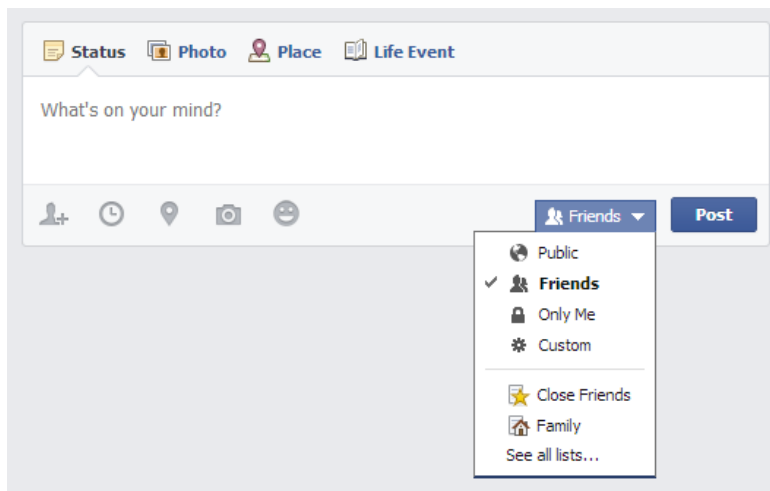 Status Photo Place Life Event
What's on your mind?
Friends Post
Public
Friends
Only Me
Custom
Close Friends
Family
See all lists...